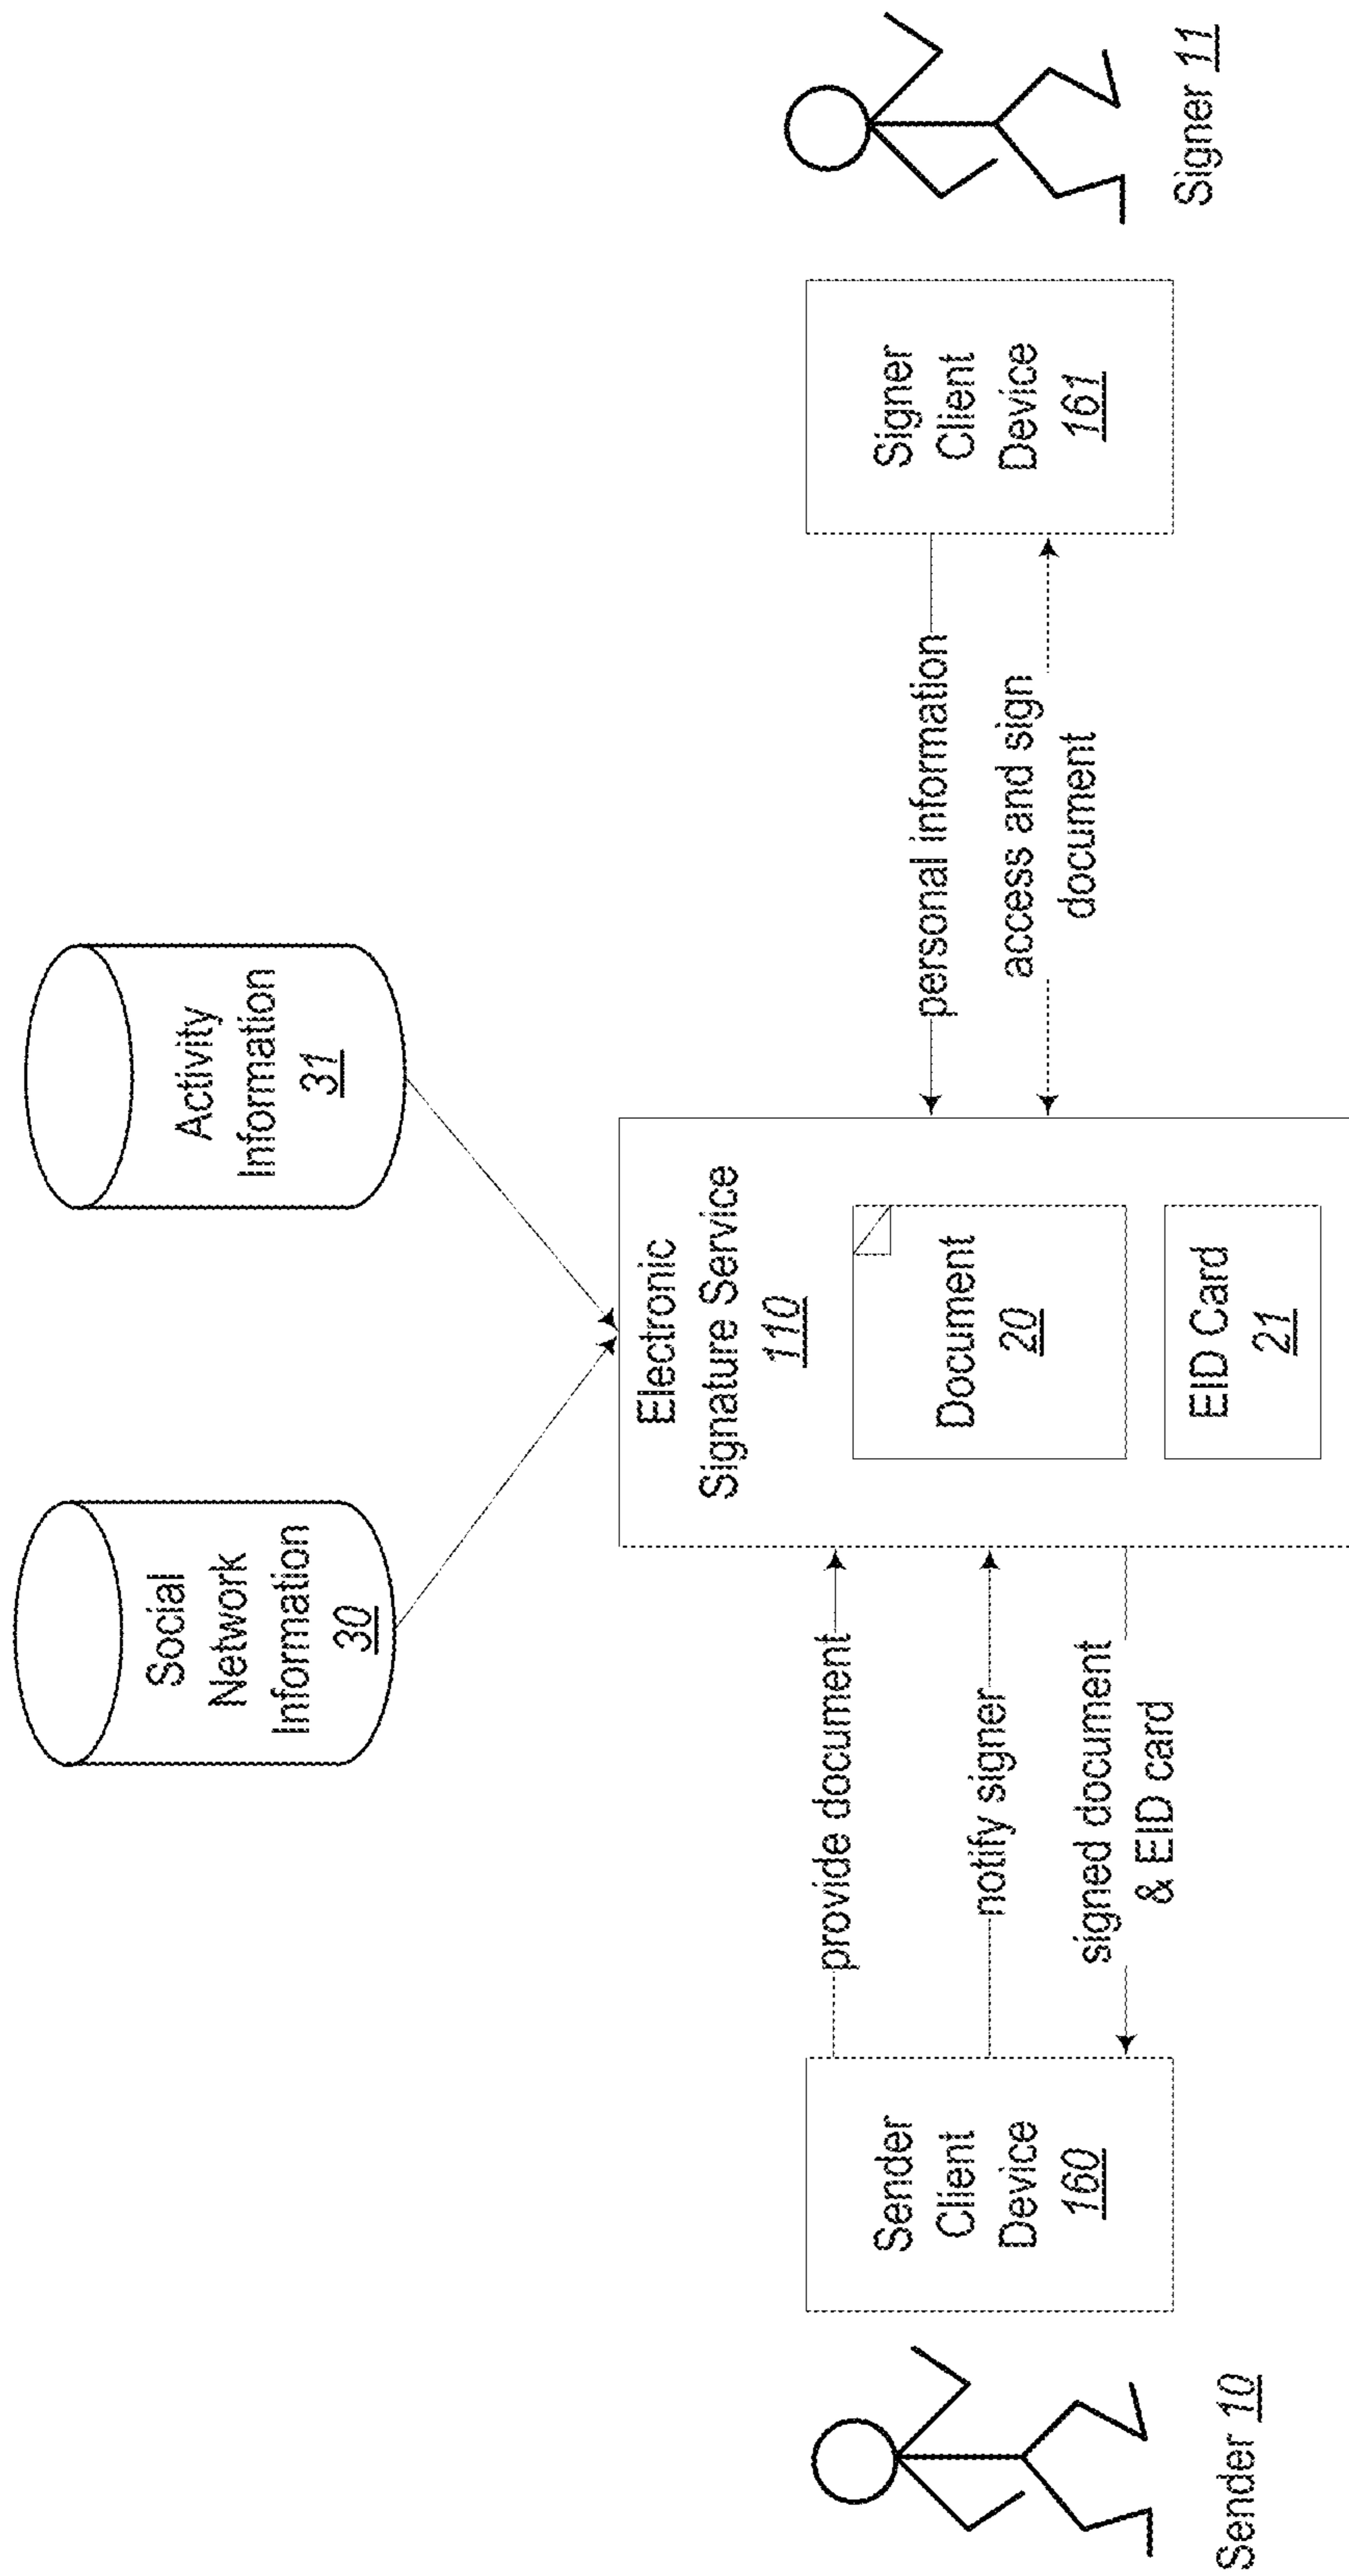 Social
Network
Information
30
Activity
Information
31
Electronic
Signature Service
110
Document
20
EID Card
21
Sender
Client
Device
160
provide document
notify signer
signed document
& EID card
personal information
access and sign
document
Signer
Client
Device
161
Sender 10
Signer 11